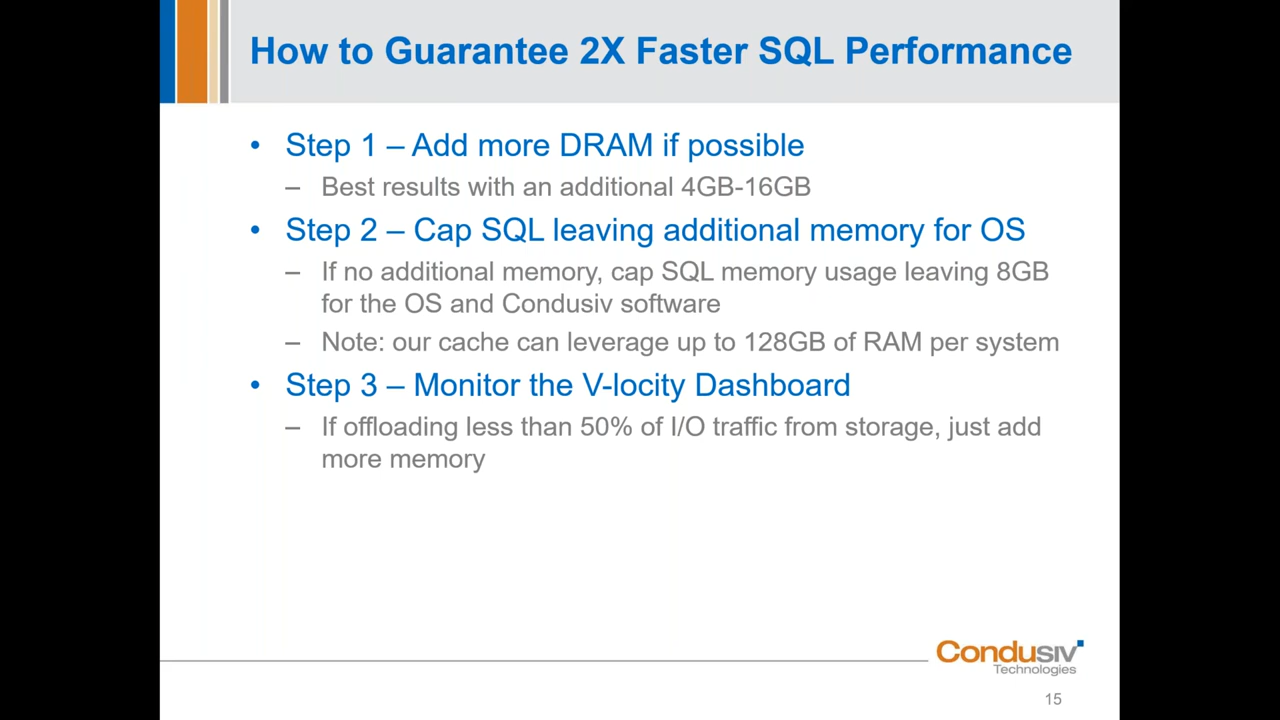 How to Guarantee 2X Faster SQL Performance
• Step 1 – Add more DRAM if possible
– Best results with an additional 4GB-16GB
• Step 2 – Cap SQL leaving additional memory for OS
– If no additional memory, cap SQL memory usage leaving 8GB
for the OS and Condusiv software
– Note: our cache can leverage up to 128GB of RAM per system
• Step 3 – Monitor the V-locity Dashboard
– If offloading less than 50% of I/O traffic from storage, just add
more memory
Condusiv
Technologies
15